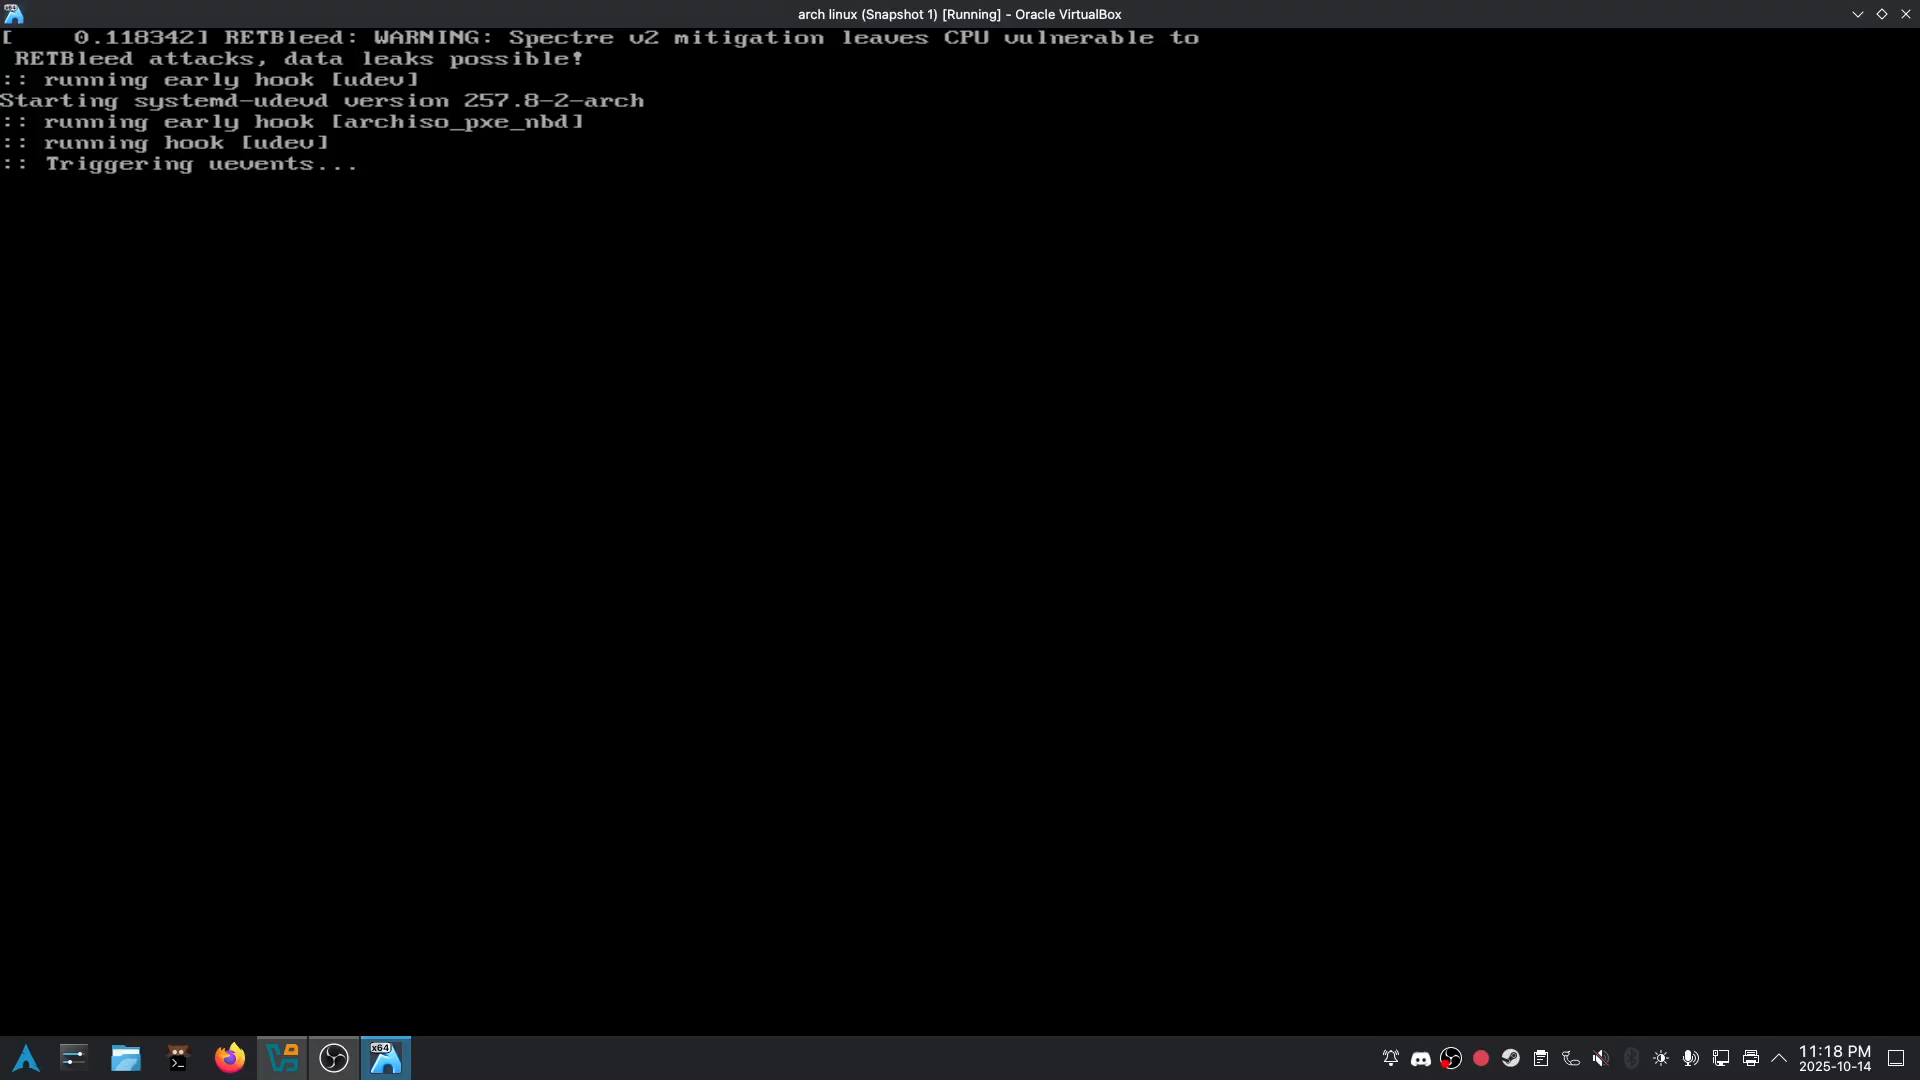 arch linux (Snapshot 1) [Running] - Oracle VirtualBox
[    0.118342] RETBleed: WARNING: Spectre v2 mitigation leaves CPU vulnerable to
 RETBleed attacks, data leaks possible!
:: running early hook [udev]
Starting systemd-udevd version 257.8-2-arch
:: running early hook [archiso_pxe_nbd]
:: running hook [udev]
:: Triggering uevents...
x64
11:18 PM
2025-10-14